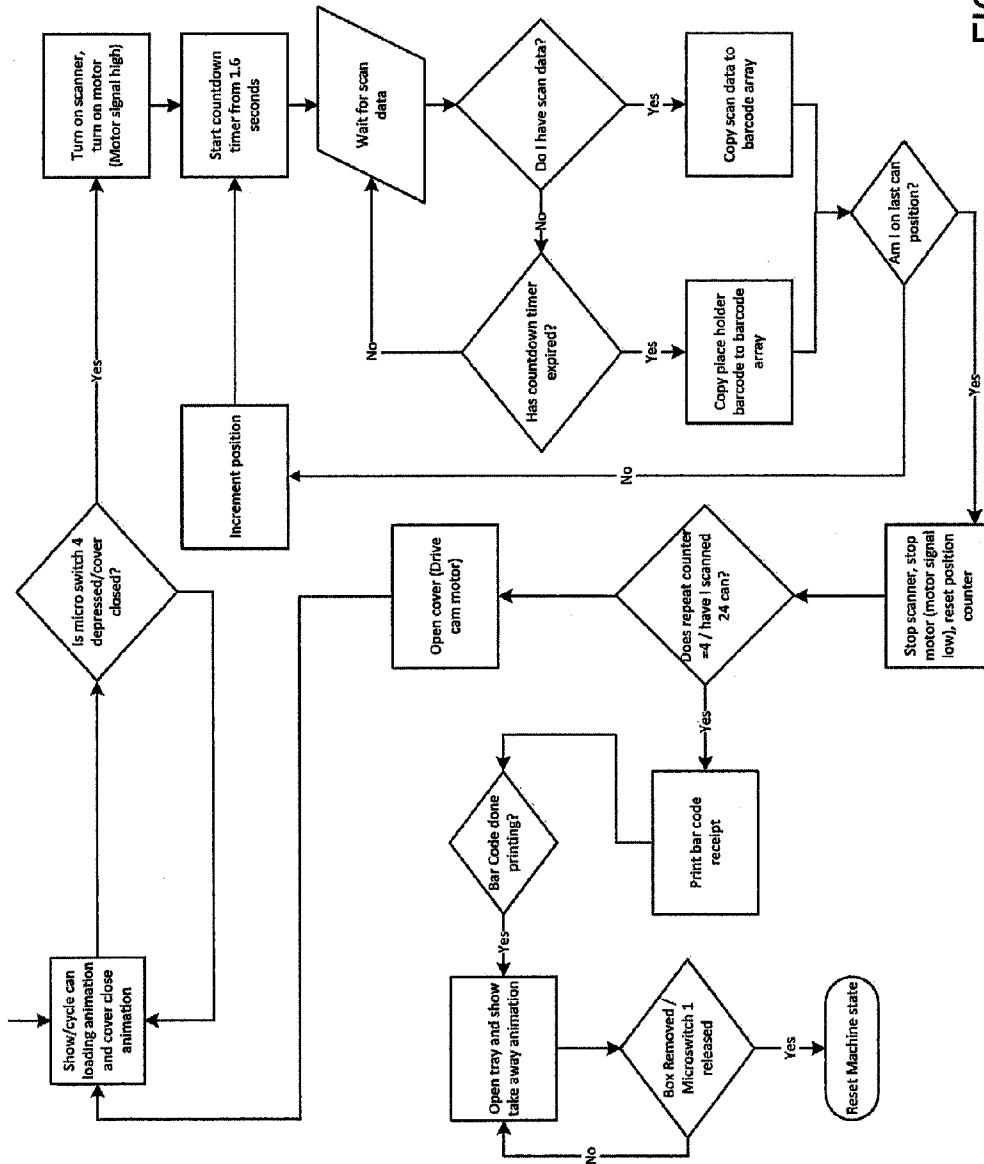 Show/cycle can
loading animation
and cover close
animation
Is micro switch 4
depressed/cover
closed?
Yes
Turn on scanner,
turn on motor
(Motor signal high)
Start countdown
timer from 1.6
seconds
Wait for scan
data
Do I have scan data?
No
Yes
Has countdown timer
expired?
No
Yes
Copy scan data to
barcode array
Copy place holder
barcode to barcode
array
Am I on last can
position?
No
Yes
Increment position
Stop scanner, stop
motor (motor signal
low), reset position
counter
Does repeat counter
=4 / have I scanned
24 can?
Yes
Open cover (Drive
cam motor)
Print bar code
receipt
Bar Code done
printing?
Yes
Open tray and show
take away animation
Box Removed /
Microswitch 1
released
No
Yes
Reset Machine state